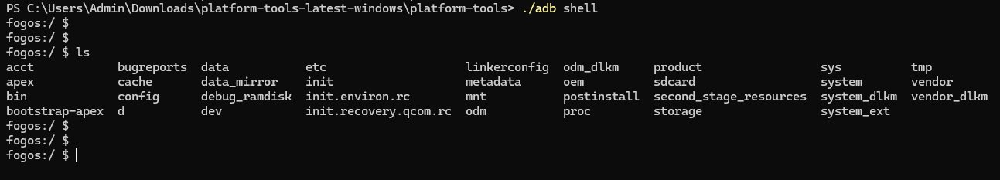 PS C:\Users\Admin\Downloads\platform-tools-latest-windows\platform-tools> ./adb shell
fogos:/ $
fogos:/ $
fogos:/ $ ls
acct            bugreports  data           etc                   linkerconfig  odm_dlkm     product                 sys         tmp
apex            cache       data_mirror    init                  metadata      oem          sdcard                  system      vendor
bin             config      debug_ramdisk  init.environ.rc       mnt           postinstall  second_stage_resources  system_dlkm  vendor_dlkm
bootstrap-apex  d           dev            init.recovery.qcom.rc  odm           proc         storage                 system_ext
fogos:/ $
fogos:/ $
fogos:/ $